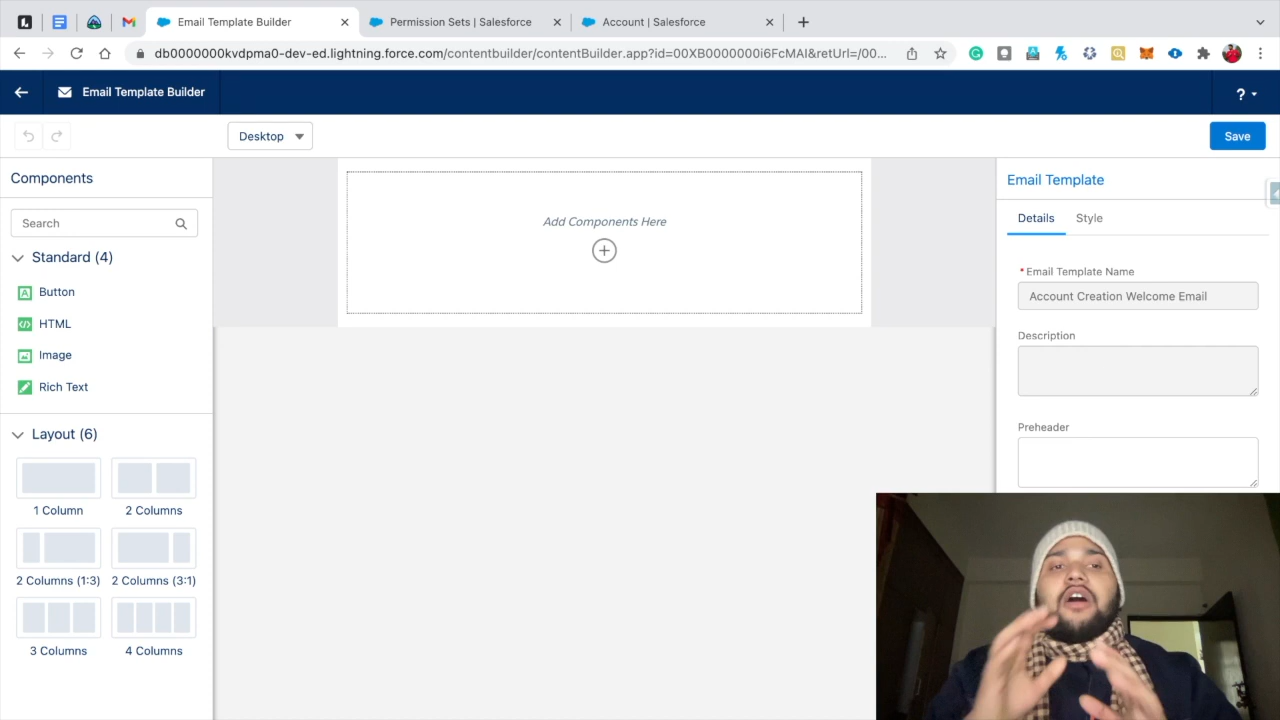 Email Template Builder
Permission Sets | Salesforce
Account | Salesforce
db0000000kvdpma0-dev-ed.lightning.force.com/contentbuilder/contentBuilder.app?id=00XB0000000i6FcMAI&retUrl=/00...
Email Template Builder
?
Desktop
Save
Components
Search
Standard (4)
Button
HTML
Image
Rich Text
Layout (6)
1 Column
2 Columns
2 Columns (1:3)
2 Columns (3:1)
3 Columns
4 Columns
Add Components Here
Email Template
Details
Style
* Email Template Name
Account Creation Welcome Email
Description
Preheader